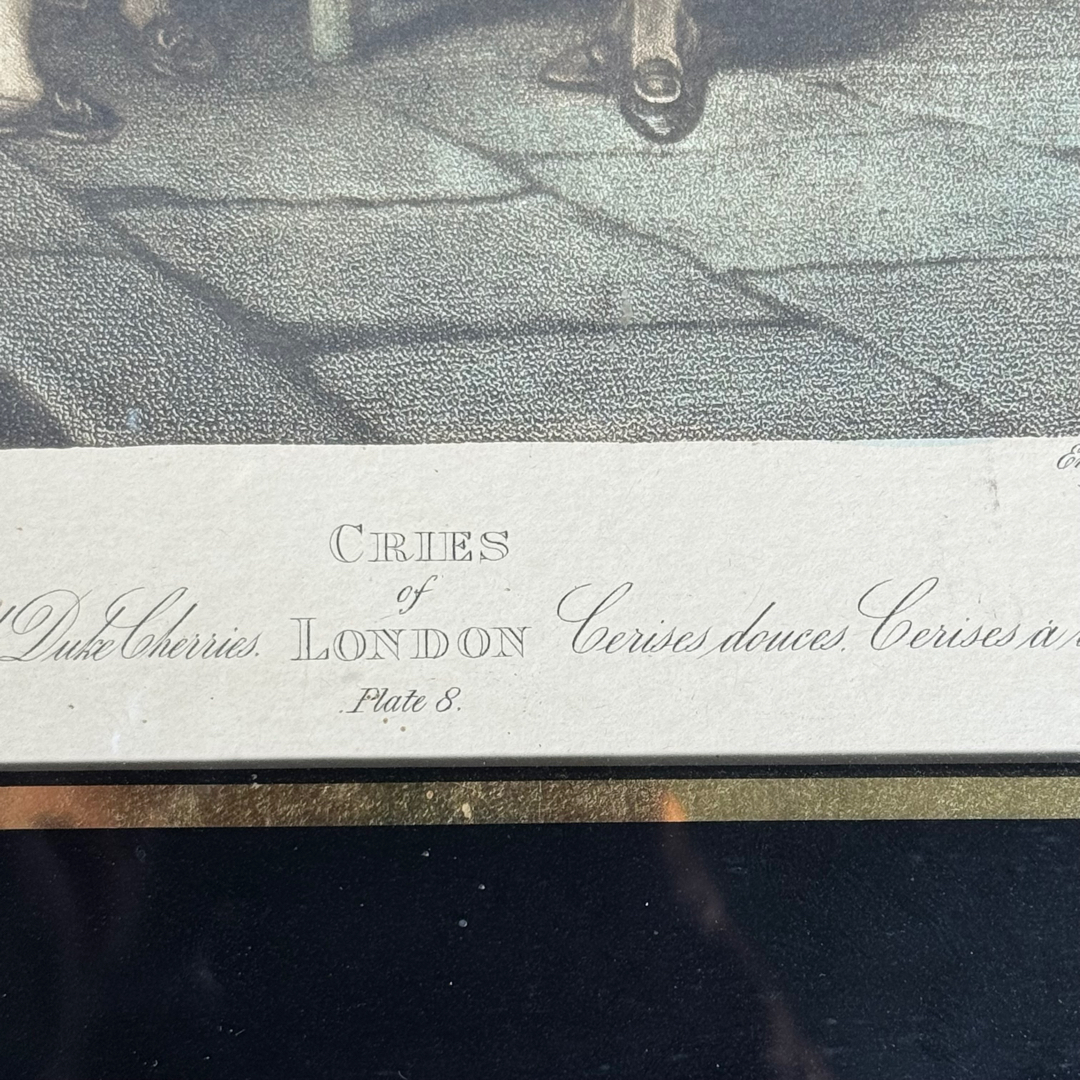 CRIES
of
Duke Cherries. LONDON Cerises douces. Cerises à
Plate 8.